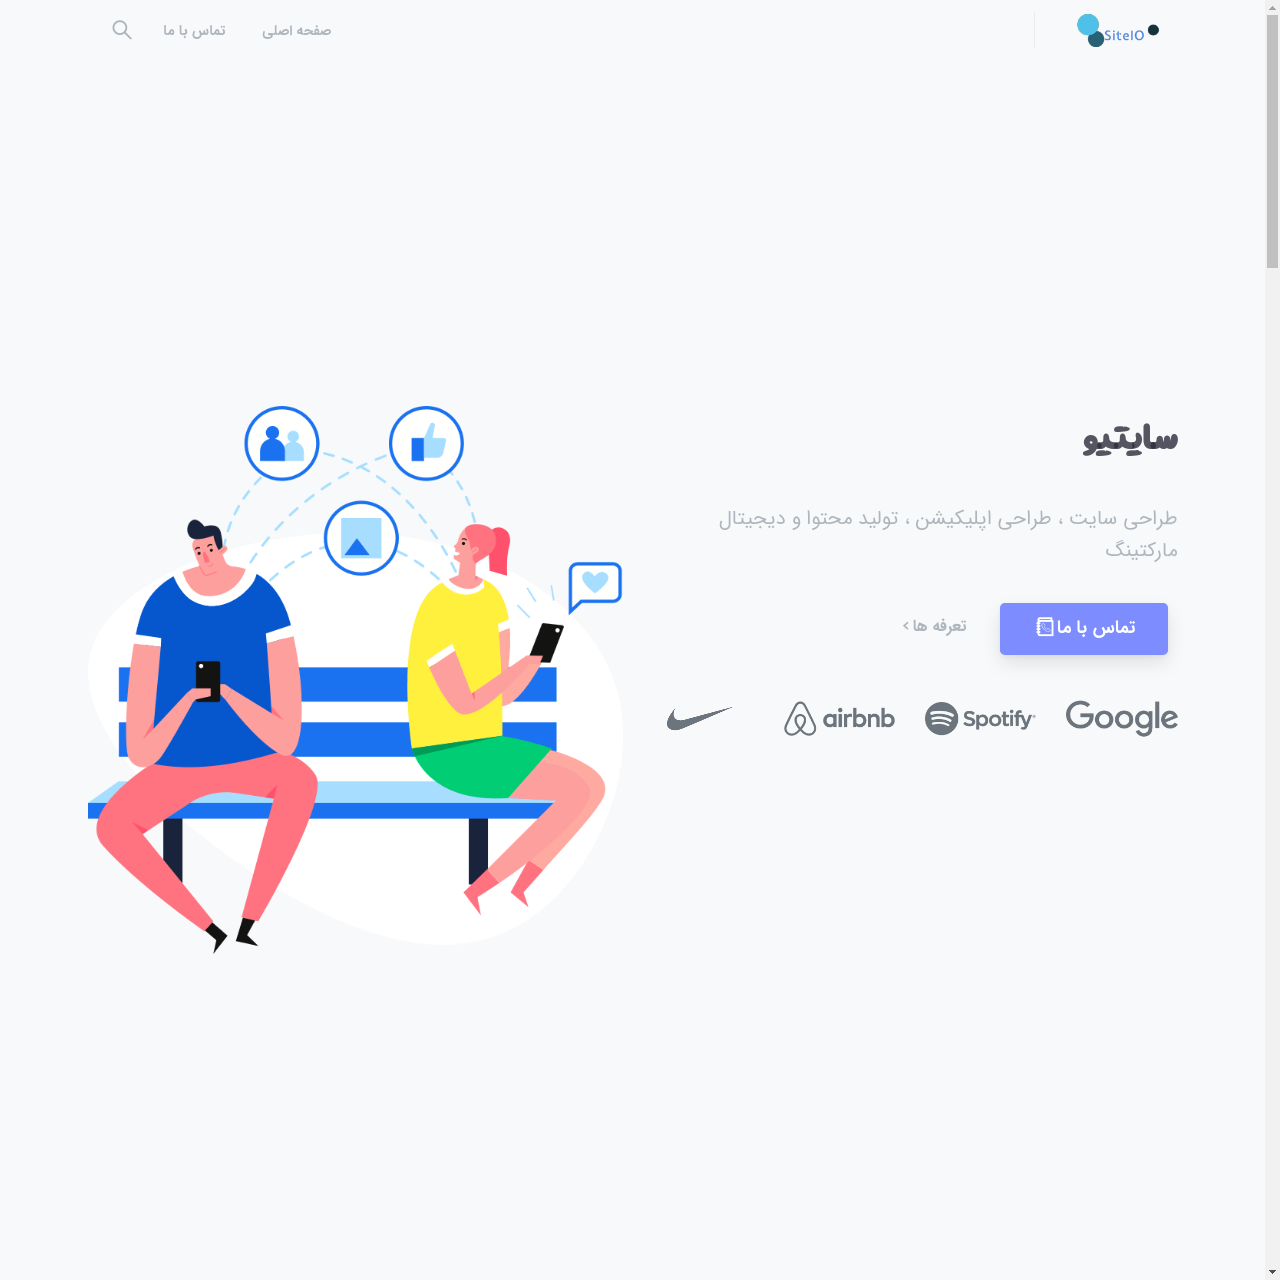 SiteIO
صفحه اصلی
تماس با ما
سایتیو
طراحی سایت ، طراحی اپلیکیشن ، تولید محتوا و دیجیتال
مارکتینگ
تماس با ما
تعرفه ها >
Google
Spotify
airbnb